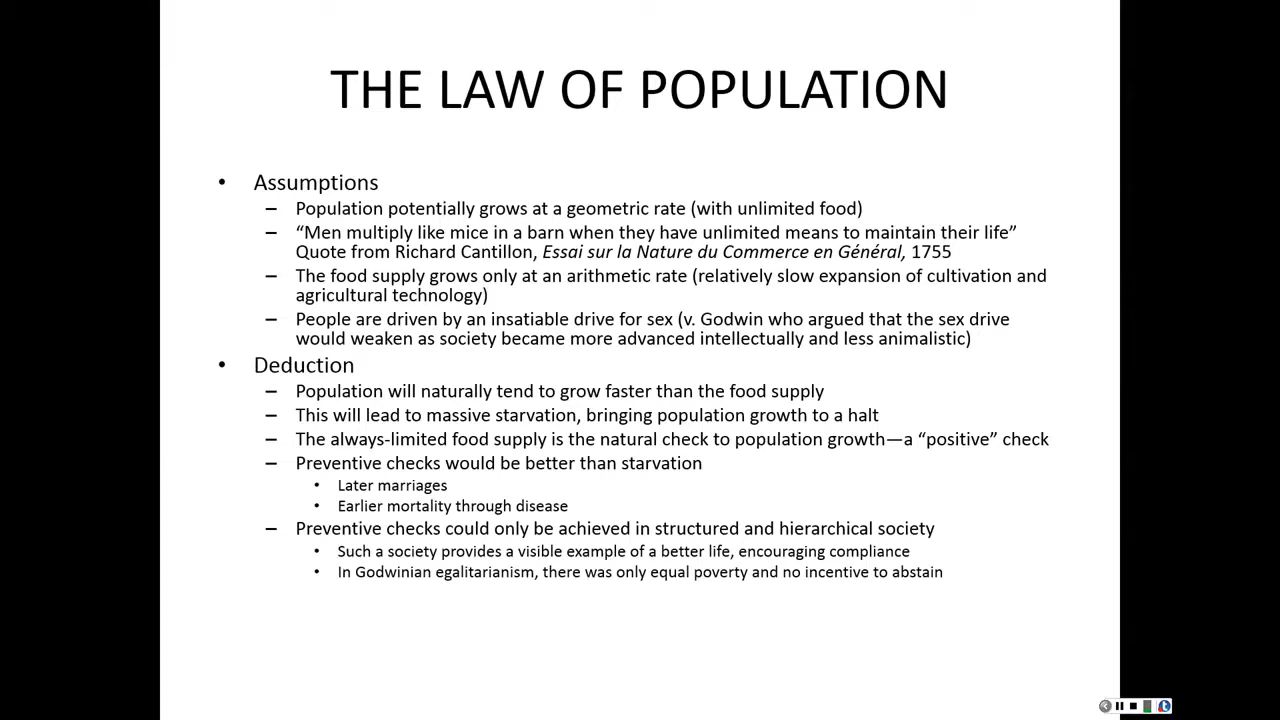 THE LAW OF POPULATION
• Assumptions
– Population potentially grows at a geometric rate (with unlimited food)
– “Men multiply like mice in a barn when they have unlimited means to maintain their life”
Quote from Richard Cantillon, Essai sur la Nature du Commerce en Général, 1755
– The food supply grows only at an arithmetic rate (relatively slow expansion of cultivation and
agricultural technology)
– People are driven by an insatiable drive for sex (v. Godwin who argued that the sex drive
would weaken as society became more advanced intellectually and less animalistic)
• Deduction
– Population will naturally tend to grow faster than the food supply
– This will lead to massive starvation, bringing population growth to a halt
– The always-limited food supply is the natural check to population growth—a “positive” check
– Preventive checks would be better than starvation
• Later marriages
• Earlier mortality through disease
– Preventive checks could only be achieved in structured and hierarchical society
• Such a society provides a visible example of a better life, encouraging compliance
• In Godwinian egalitarianism, there was only equal poverty and no incentive to abstain